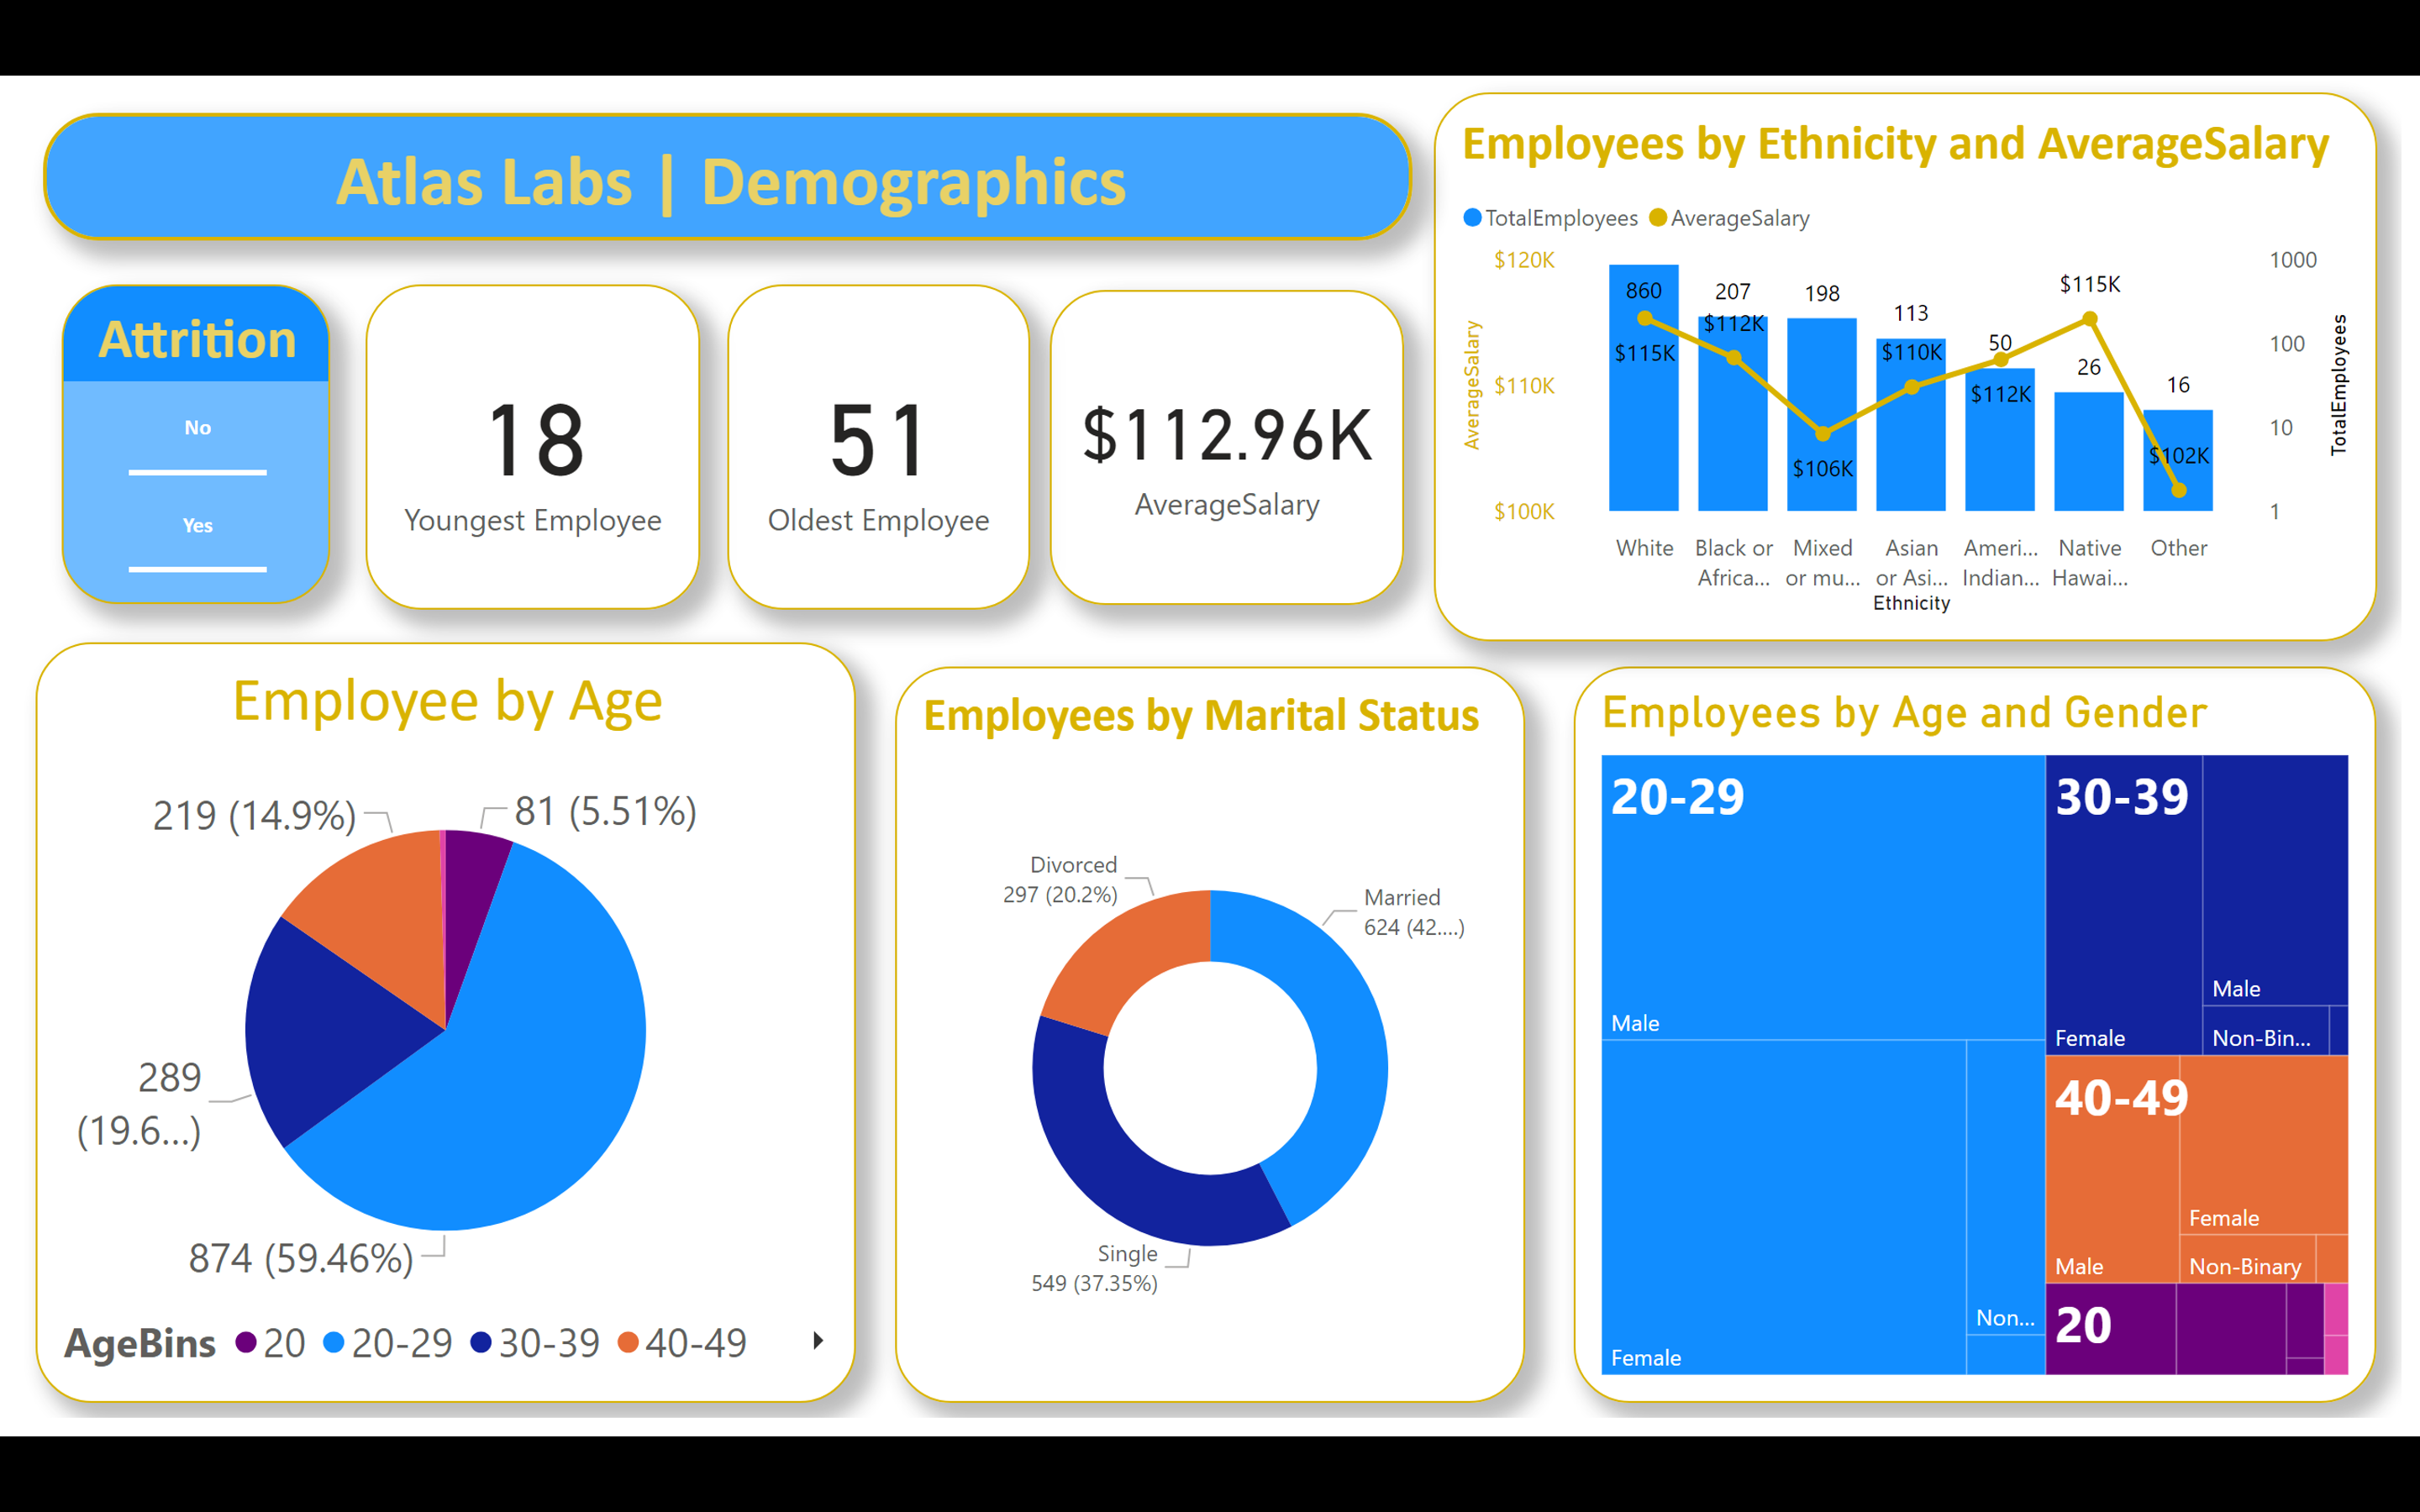 Atlas Labs | Demographics
Attrition
No
Yes
18
Youngest Employee
51
Oldest Employee
$112.96K
AverageSalary
Employees by Ethnicity and AverageSalary
TotalEmployees AverageSalary
$120K
$110K
$100K
AverageSalary
860
207
198
113
50
26
16
$115K
$112K
$106K
$110K
$112K
$115K
$102K
1000
100
10
1
TotalEmployees
White
Black or
Africa...
Mixed
or mu...
Asian
or Asi...
Ameri...
Indian...
Native
Hawai...
Other
Ethnicity
Employee by Age
219 (14.9%)
81 (5.51%)
289
(19.6...)
874 (59.46%)
AgeBins 20 20-29 30-39 40-49
Employees by Marital Status
Divorced
297 (20.2%)
Married
624 (42....)
Single
549 (37.35%)
Employees by Age and Gender
20-29
Male
Female
Non...
30-39
Female
Male
Non-Bin...
40-49
Male
Female
Non-Binary
20